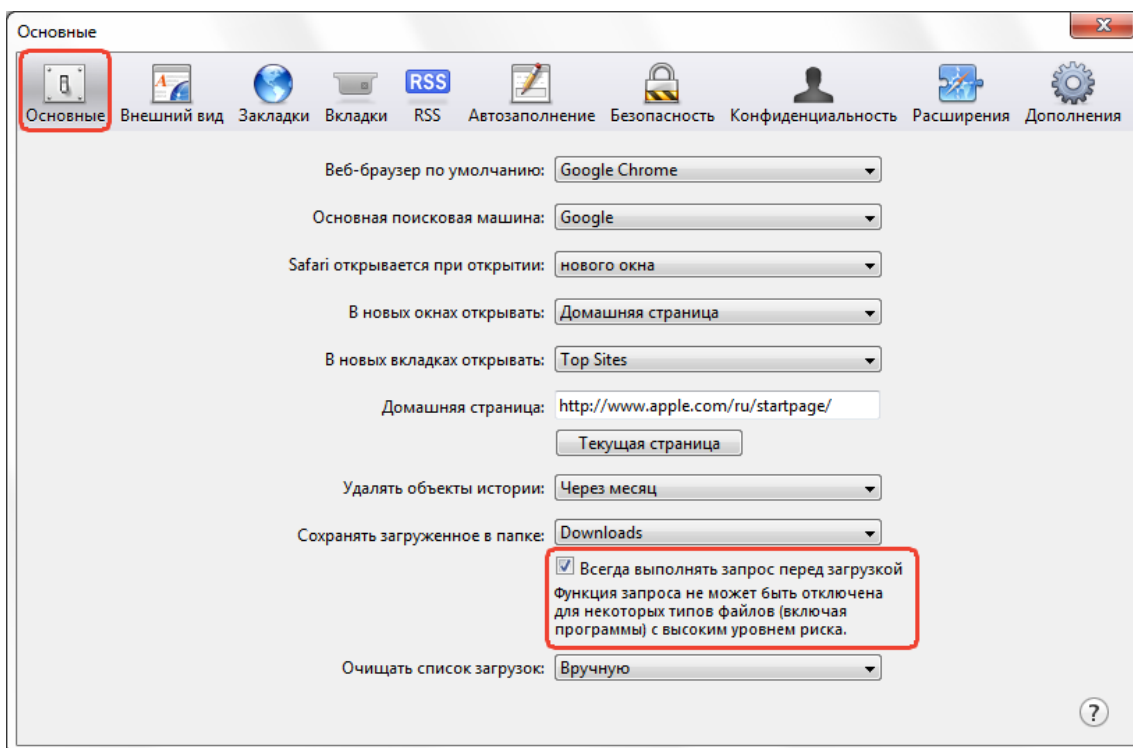 Основные
RSS
Основные Внешний вид Закладки Вкладки RSS Автозаполнение Безопасность Конфиденциальность Расширения Дополнения
Веб-браузер по умолчанию: Google Chrome
Основная поисковая машина: Google
Safari открывается при открытии: нового окна
В новых окнах открывать: Домашняя страница
В новых вкладках открывать: Top Sites
Домашняя страница: http://www.apple.com/ru/startpage/
Текущая страница
Удалять объекты истории: Через месяц
Сохранять загруженное в папке: Downloads
Всегда выполнять запрос перед загрузкой
Функция запроса не может быть отключена
для некоторых типов файлов (включая
программы) с высоким уровнем риска.
Очищать список загрузок: Вручную
?